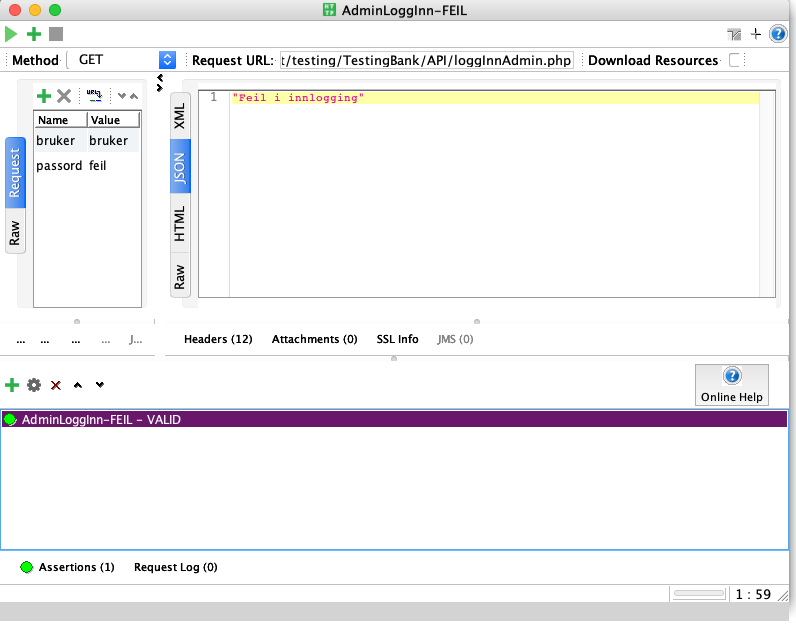 AdminLoggInn-FEIL
Method GET Request URL: t/testing/TestingBank/API/loggInnAdmin.php Download Resources
URL
Name Value
bruker bruker
passord feil
Request
Raw
XML
JSON
HTML
Raw
1 "Feil i innlogging"
... ... ... ... J...
Headers (12) Attachments (0) SSL Info JMS (0)
Online Help
AdminLoggInn-FEIL - VALID
Assertions (1) Request Log (0)
1 : 59